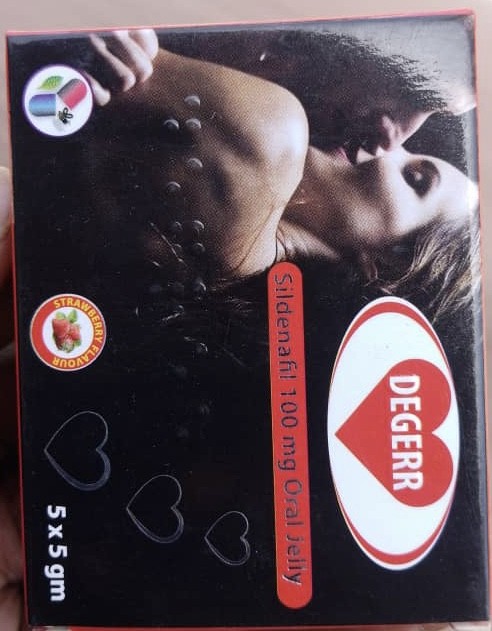 DEGERR
Sildenafil 100 mg Oral Jelly
STRAWBERRY FLAVOUR
5 x 5 gm